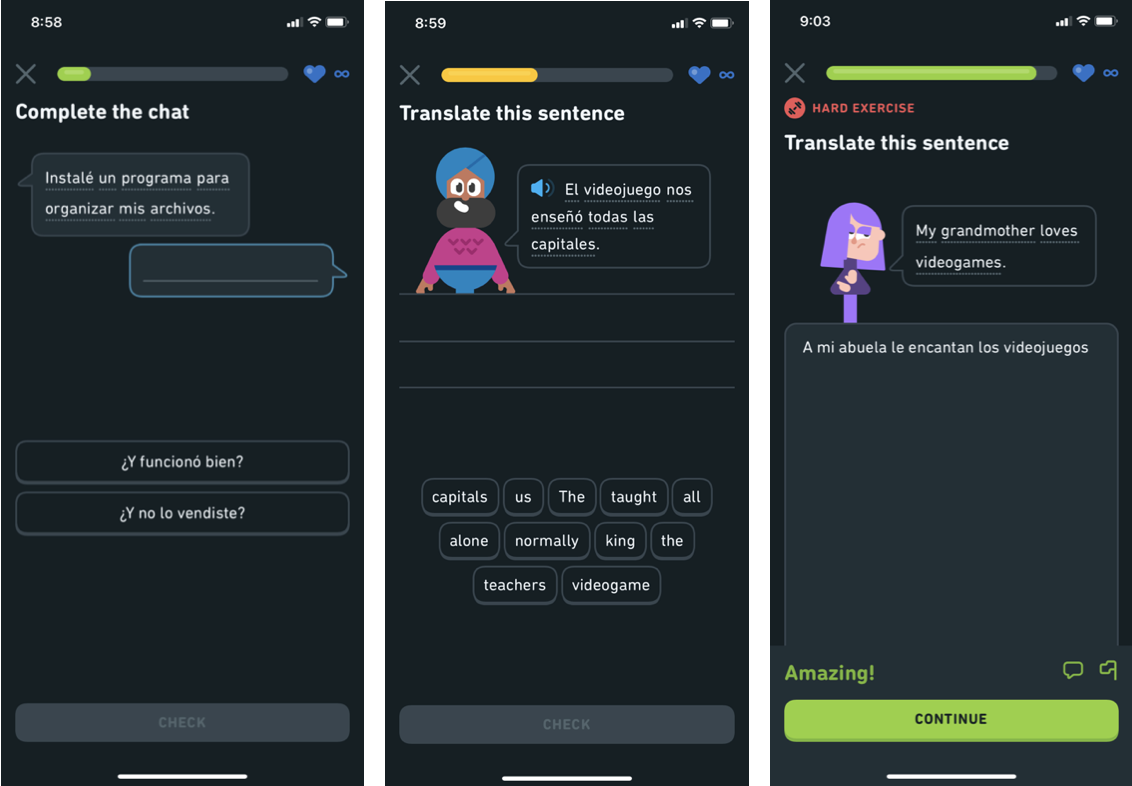 8:58
Complete the chat
Instalé un programa para
organizar mis archivos.
¿Y funcionó bien?
¿Y no lo vendiste?
CHECK
8:59
Translate this sentence
El videojuego nos
enseñó todas las
capitales.
capitals us The taught all
alone normally king the
teachers videogame
CHECK
9:03
HARD EXERCISE
Translate this sentence
My grandmother loves
videogames.
A mi abuela le encantan los videojuegos
Amazing!
CONTINUE